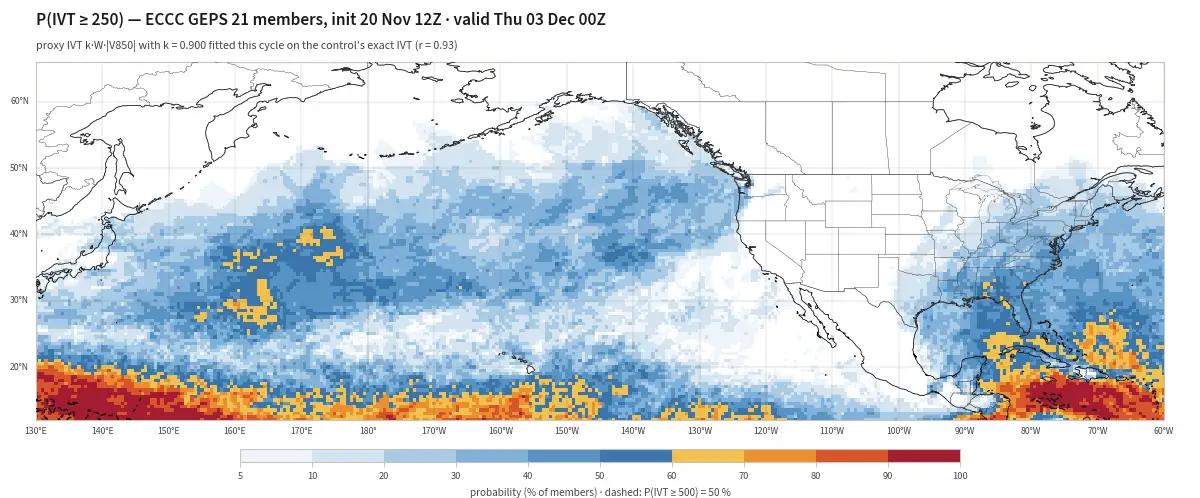 P(IVT ≥ 250) — ECCC GEPS 21 members, init 20 Nov 12Z · valid Thu 03 Dec 00Z
proxy IVT k·W·|V850| with k = 0.900 fitted this cycle on the control's exact IVT (r = 0.93)
60°N
50°N
40°N
30°N
20°N
130°E 140°E 150°E 160°E 170°E 180° 170°W 160°W 150°W 140°W 130°W 120°W 110°W 100°W 90°W 80°W 70°W 60°W
5 10 20 30 40 50 60 70 80 90 100
probability (% of members) · dashed: P(IVT ≥ 500) = 50 %